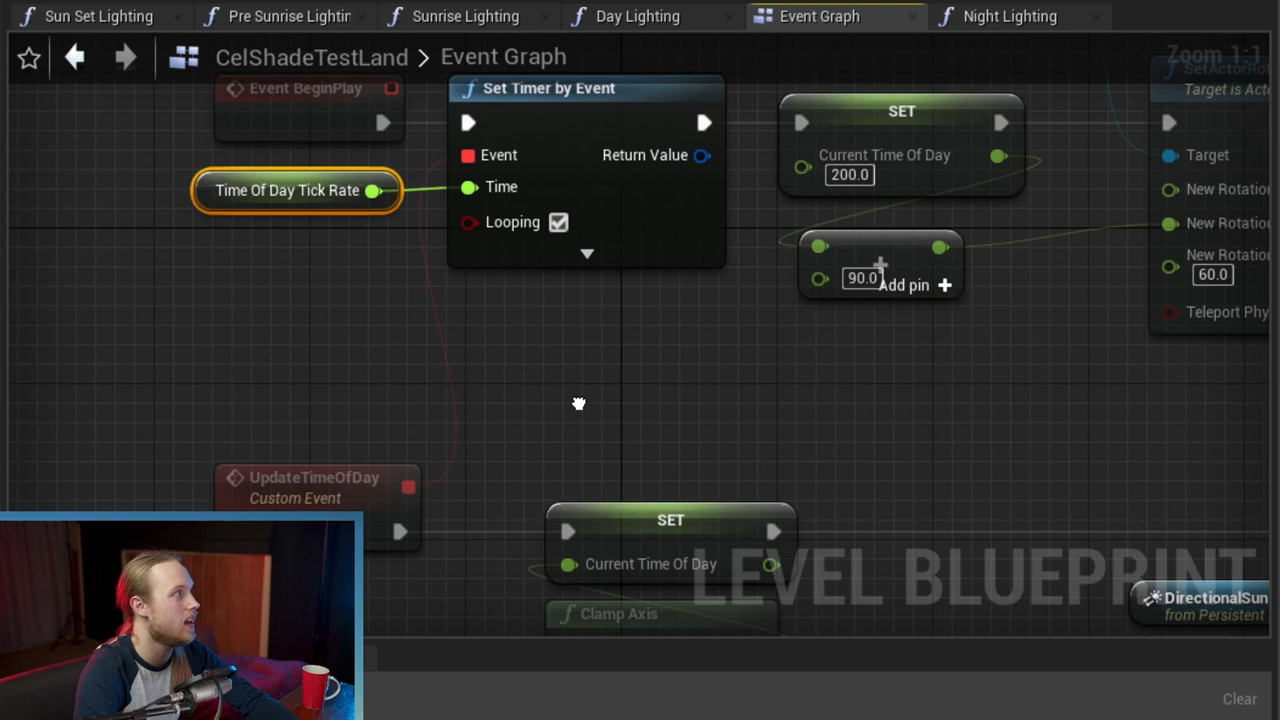 Sun Set Lighting
Pre Sunrise Lightin
Sunrise Lighting
Day Lighting
Event Graph
Night Lighting
CelShadeTestLand > Event Graph
Zoom 1:1
Event BeginPlay
Set Timer by Event
Event
Return Value
Time
Looping
Time Of Day Tick Rate
SET
Current Time Of Day
200.0
90.0
Add pin
SetActorRot
Target is Acto
Target
New Rotatio
New Rotatio
New Rotatio
60.0
Teleport Phy
UpdateTimeOfDay
Custom Event
SET
Current Time Of Day
Clamp Axis
LEVEL BLUEPRINT
DirectionalSun
from Persistent
Clear